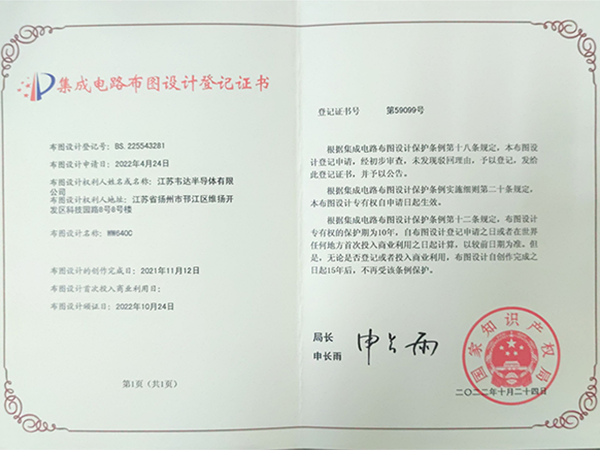 集成电路布图设计登记证书
布图设计登记号：BS.225543281
布图设计申请日：2022年4月24日
布图设计权利人姓名或名称：江苏韦达半导体有限
公司
布图设计权利人地址：江苏省扬州市邗江区维扬开
发区科技园路8号8号楼
布图设计名称：WW640C
布图设计的创作完成日：2021年11月12日
布图设计首次投入商业利用日：
布图设计颁证日：2022年10月24日
第1页（共1页）
登记证书号 第59099号
根据集成电路布图设计保护条例第十八条规定，本布图设
计登记申请，经初步审查，未发现驳回理由，予以登记，发给
此登记证书，并予以公告。
根据集成电路布图设计保护条例实施细则第二十条规定，
本布图设计专有权自申请日起生效。
根据集成电路布图设计保护条例第十二条规定，布图设计
专有权的保护期为10年，自布图设计登记申请之日或者在世界
任何地方首次投入商业利用之日起计算，以较前日期为准。但
是，无论是否登记或者投入商业利用，布图设计自创作完成之
日起15年后，不再受该条例保护。
局长
申长雨
申长雨
国家知识产权局
二〇二二年十月二十四日